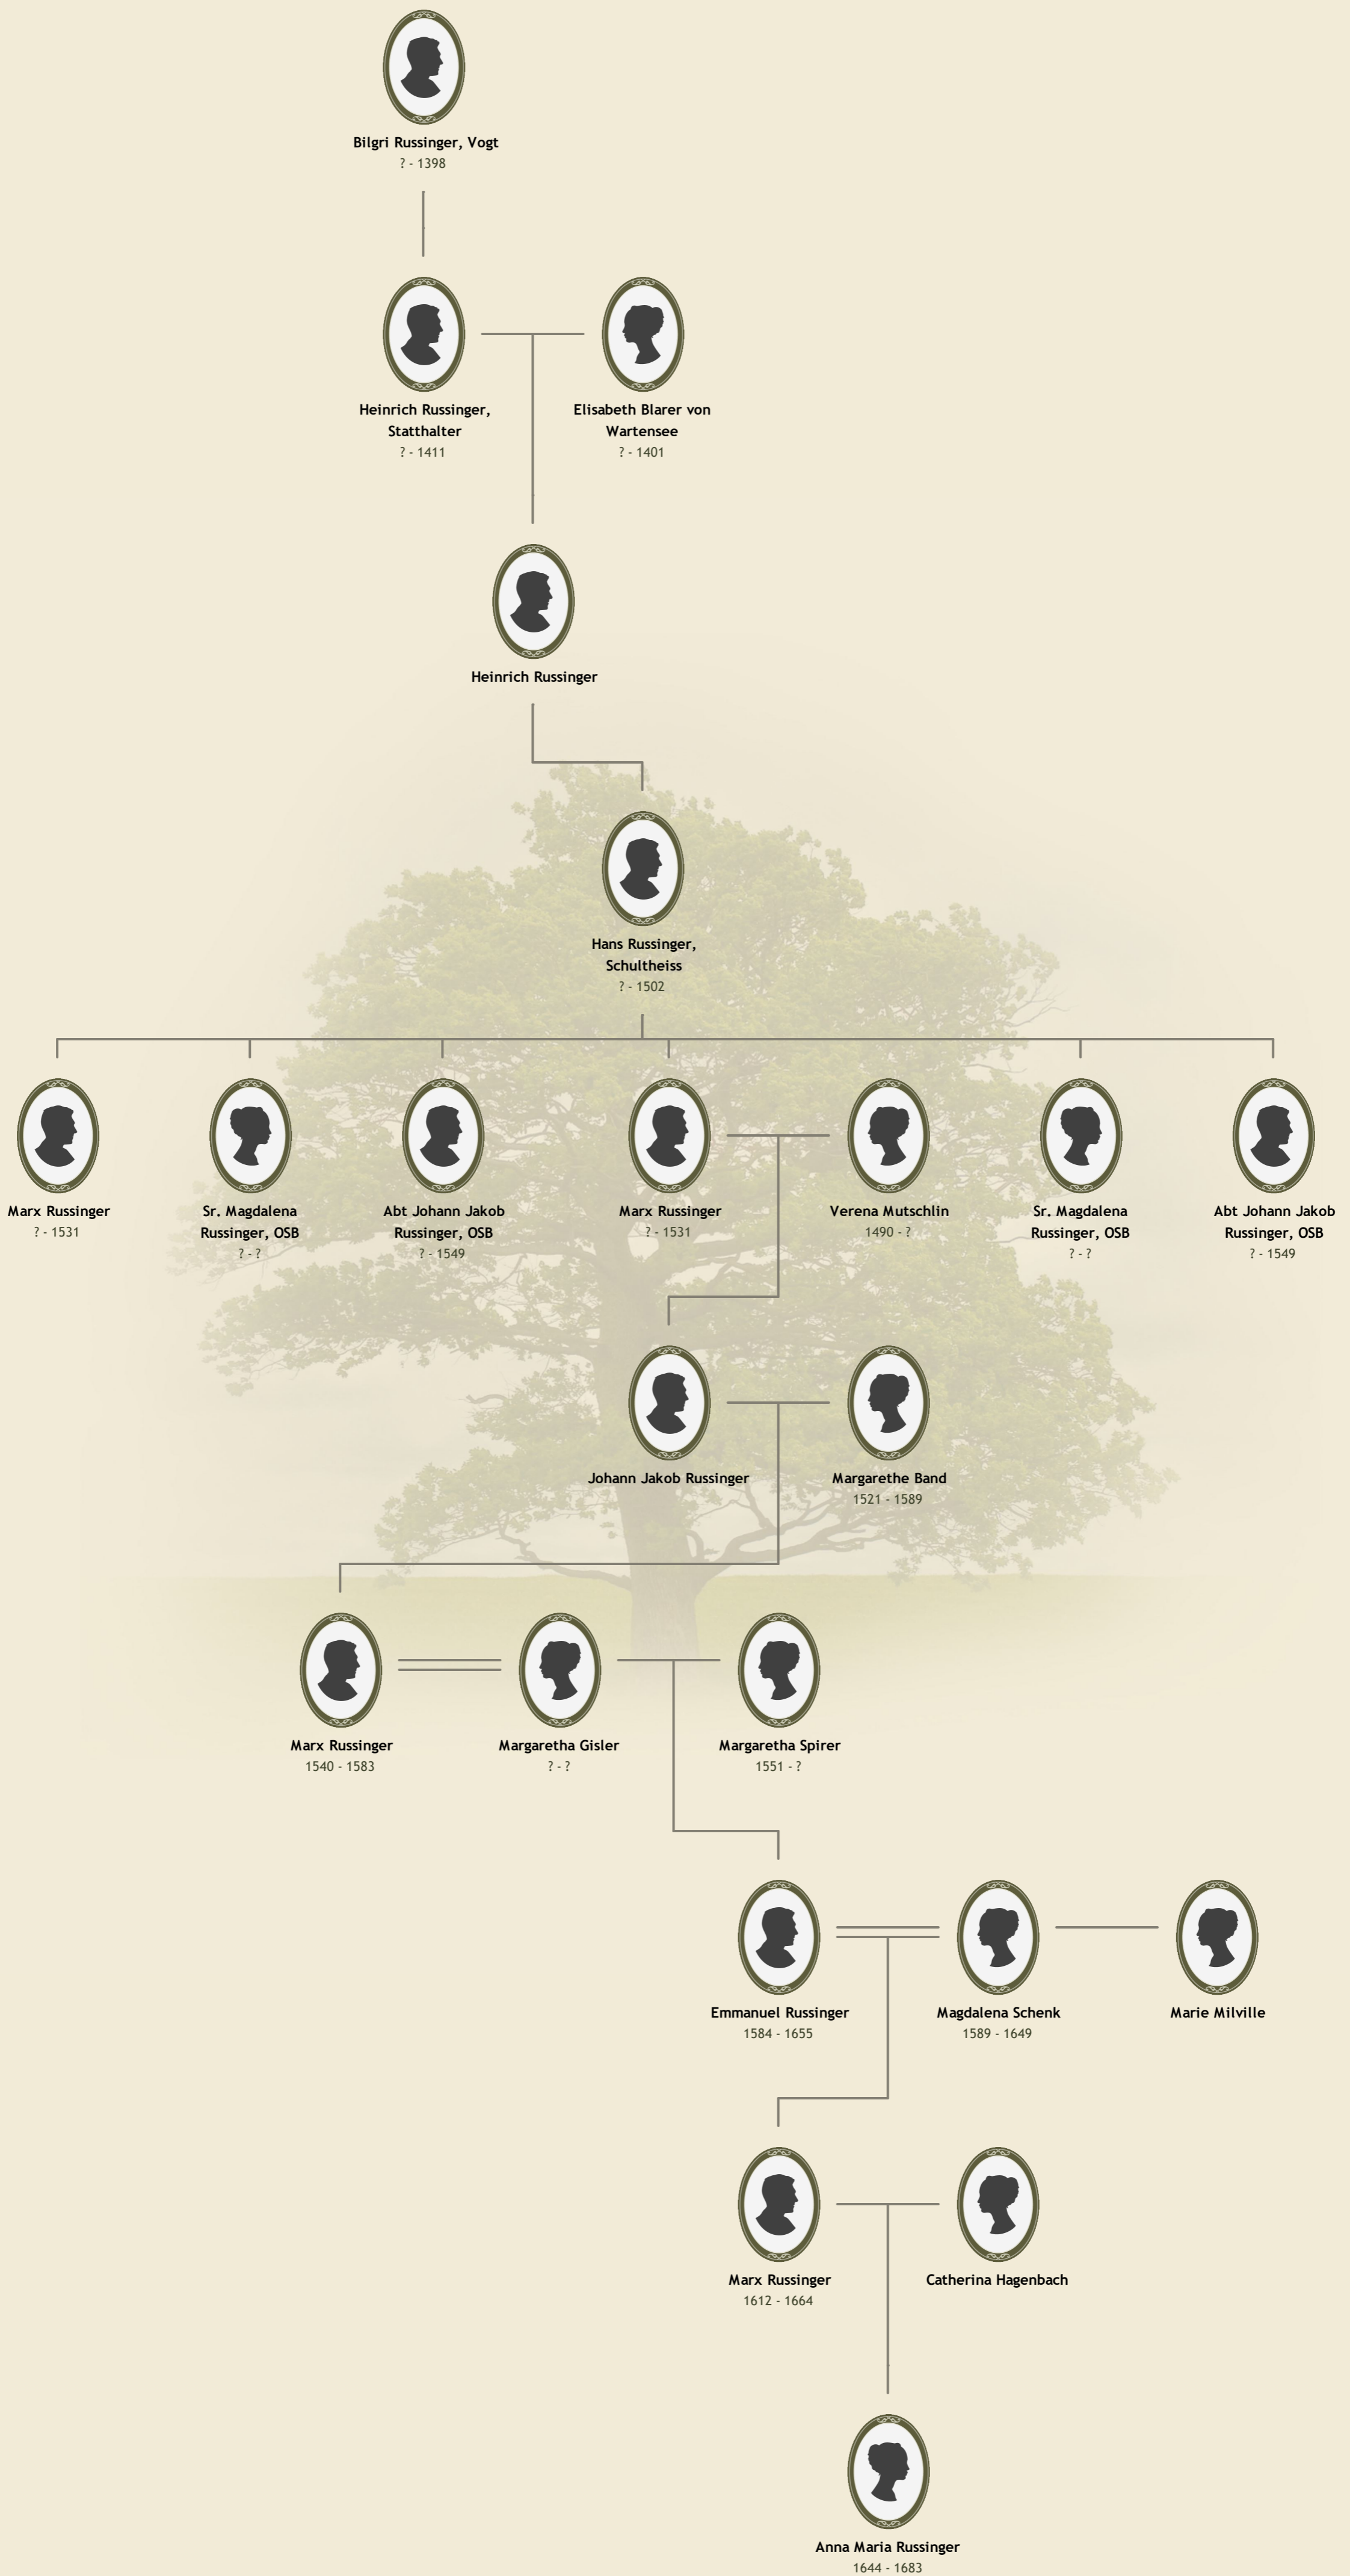 Bilgri Russinger, Vogt
? - 1398
Heinrich Russinger,
Statthalter
? - 1411
Elisabeth Blarer von
Wartensee
? - 1401
Heinrich Russinger
Hans Russinger,
Schultheiss
? - 1502
Marx Russinger
? - 1531
Sr. Magdalena
Russinger, OSB
? - ?
Abt Johann Jakob
Russinger, OSB
? - 1549
Marx Russinger
? - 1531
Verena Mutschlin
1490 - ?
Sr. Magdalena
Russinger, OSB
? - ?
Abt Johann Jakob
Russinger, OSB
? - 1549
Johann Jakob Russinger
Margarethe Band
1521 - 1589
Marx Russinger
1540 - 1583
Margaretha Gisler
? - ?
Margaretha Spirer
1551 - ?
Emmanuel Russinger
1584 - 1655
Magdalena Schenk
1589 - 1649
Marie Milville
Marx Russinger
1612 - 1664
Catherina Hagenbach
Anna Maria Russinger
1644 - 1683